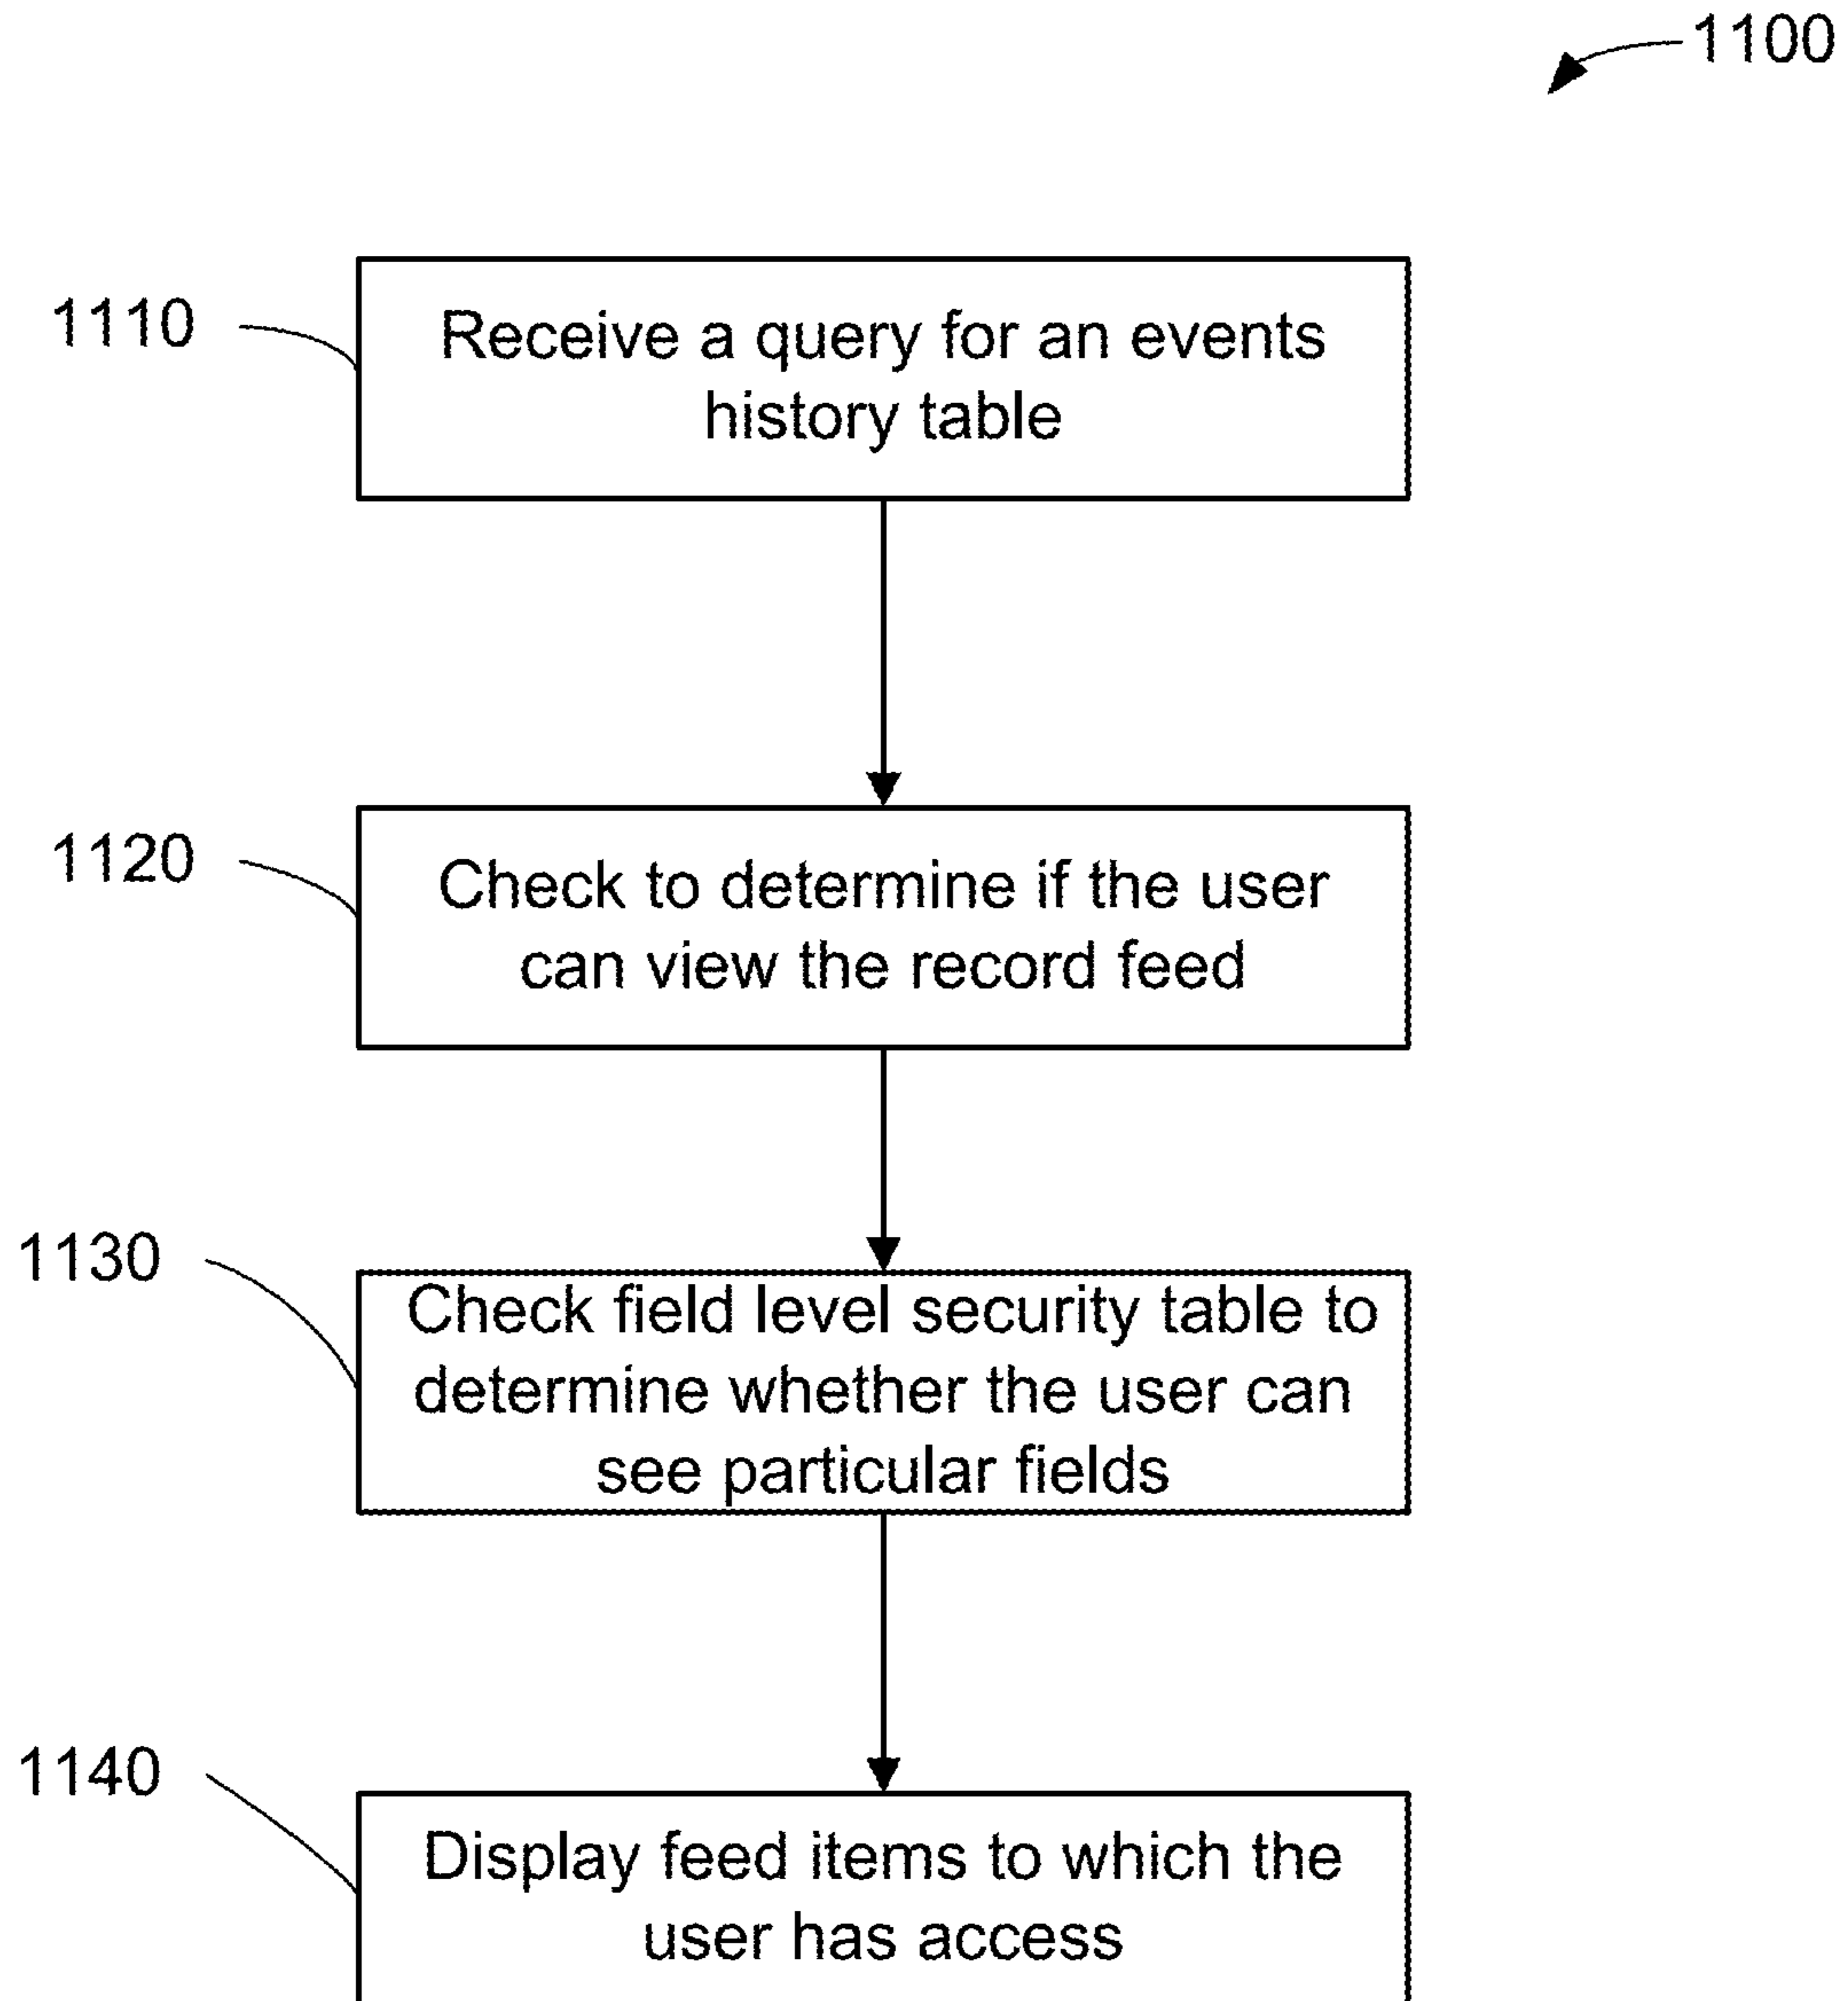 1100
1110
Receive a query for an events
history table
1120
Check to determine if the user
can view the record feed
1130
Check field level security table to
determine whether the user can
see particular fields
1140
Display feed items to which the
user has access